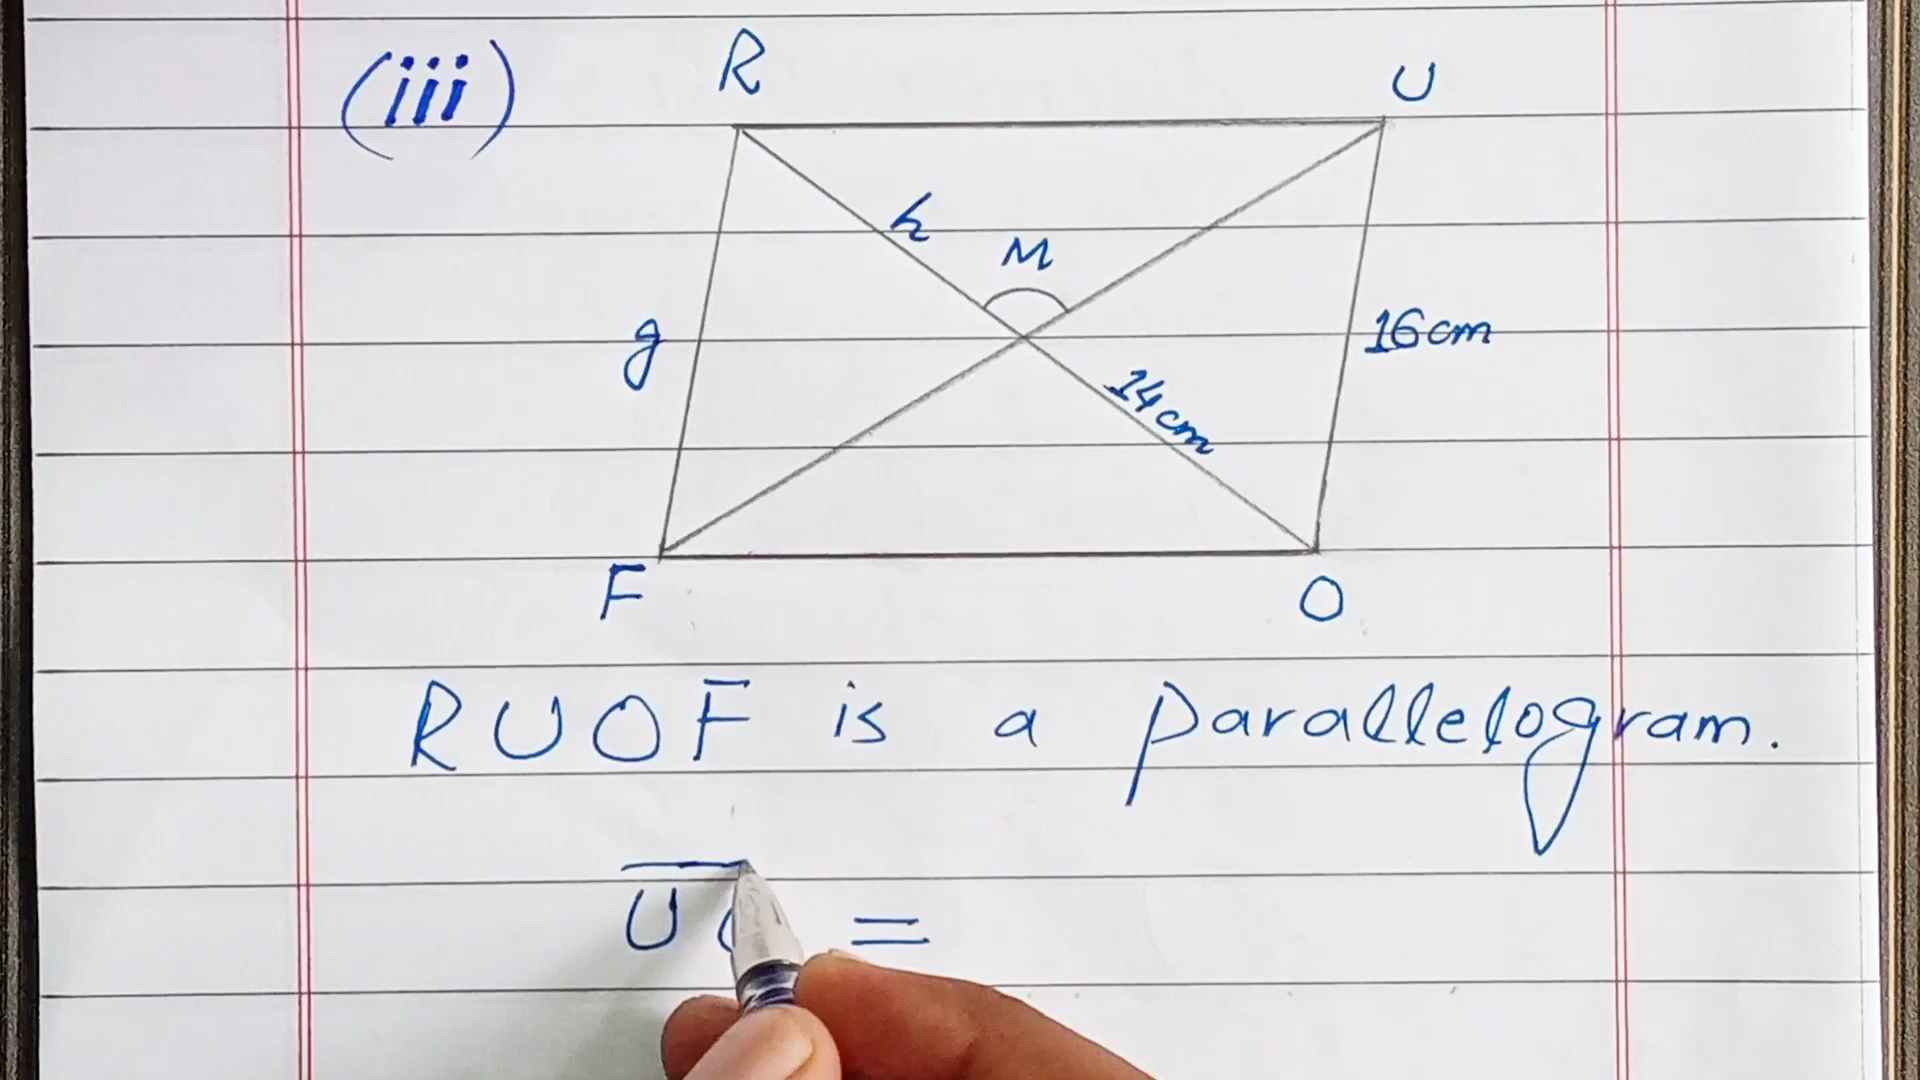 (iii)
R
U
h
M
g
16cm
14cm
F
O
RUOF is a parallelogram.
U =